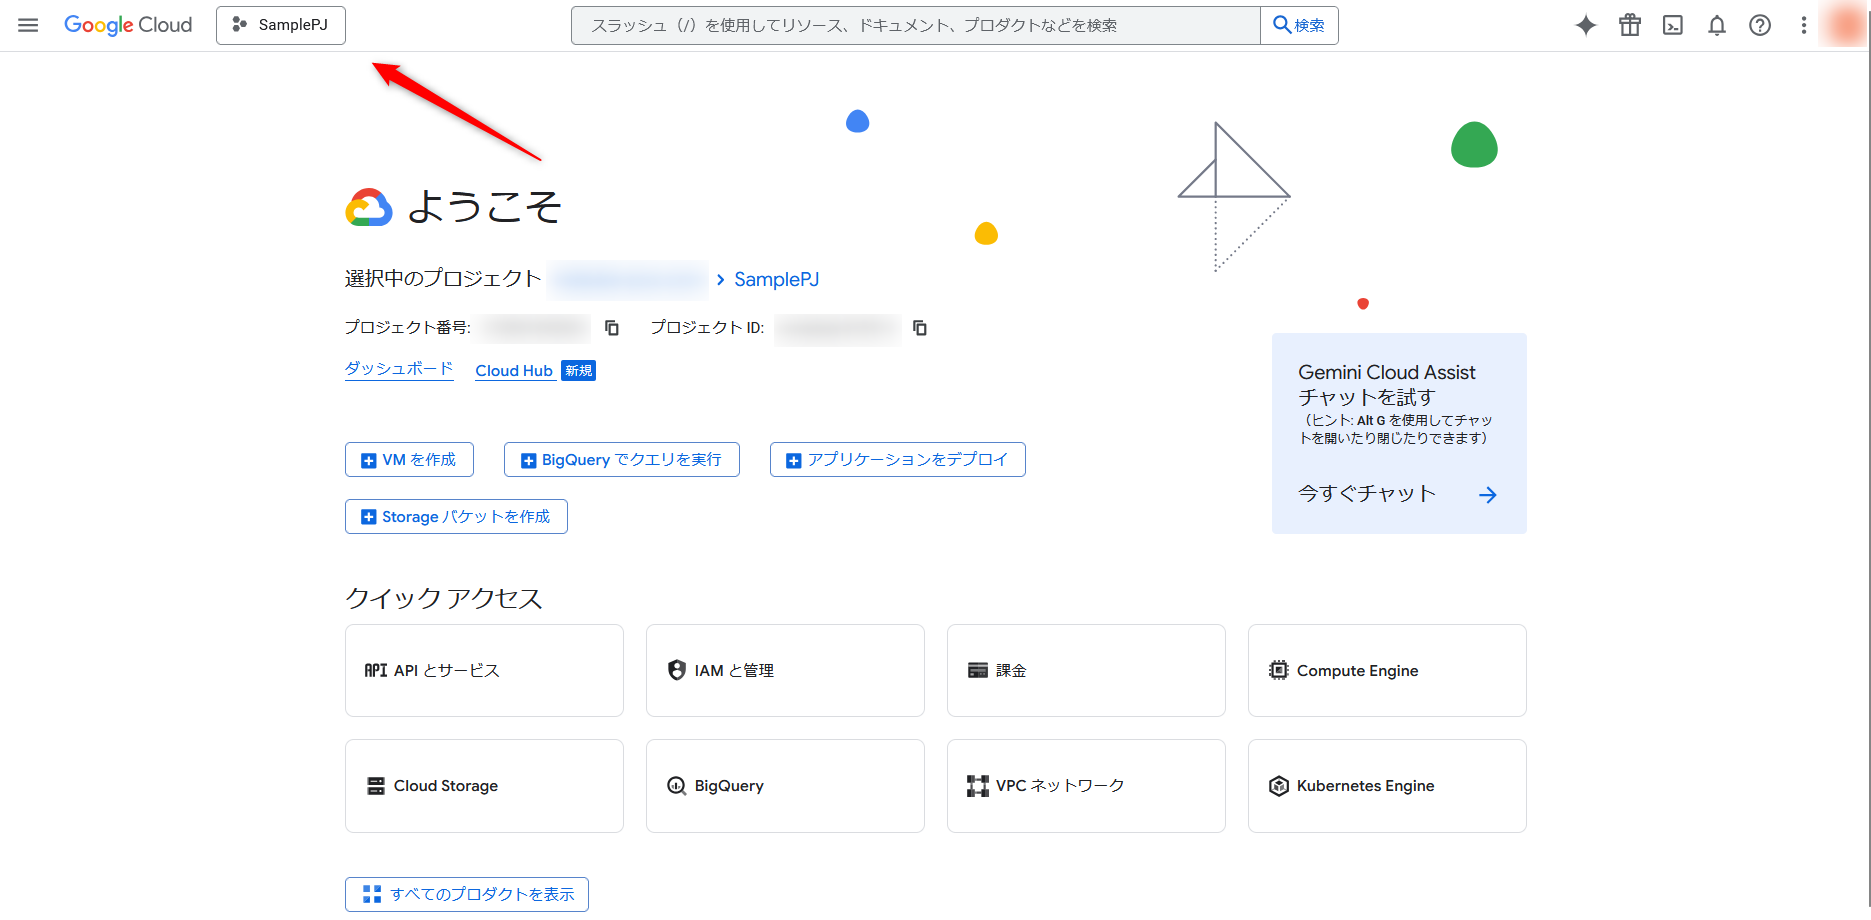 Google Cloud
SamplePJ
スラッシュ（/）を使用してリソース、ドキュメント、プロダクトなどを検索
検索
ようこそ
選択中のプロジェクト
SamplePJ
プロジェクト番号:
プロジェクト ID:
ダッシュボード
Cloud Hub
新規
Gemini Cloud Assist
チャットを試す
（ヒント: Alt G を使用してチャッ
トを開いたり閉じたりできます）
今すぐチャット
VM を作成
BigQuery でクエリを実行
アプリケーションをデプロイ
Storage バケットを作成
クイック アクセス
API API とサービス
IAM と管理
課金
Compute Engine
Cloud Storage
BigQuery
VPC ネットワーク
Kubernetes Engine
すべてのプロダクトを表示